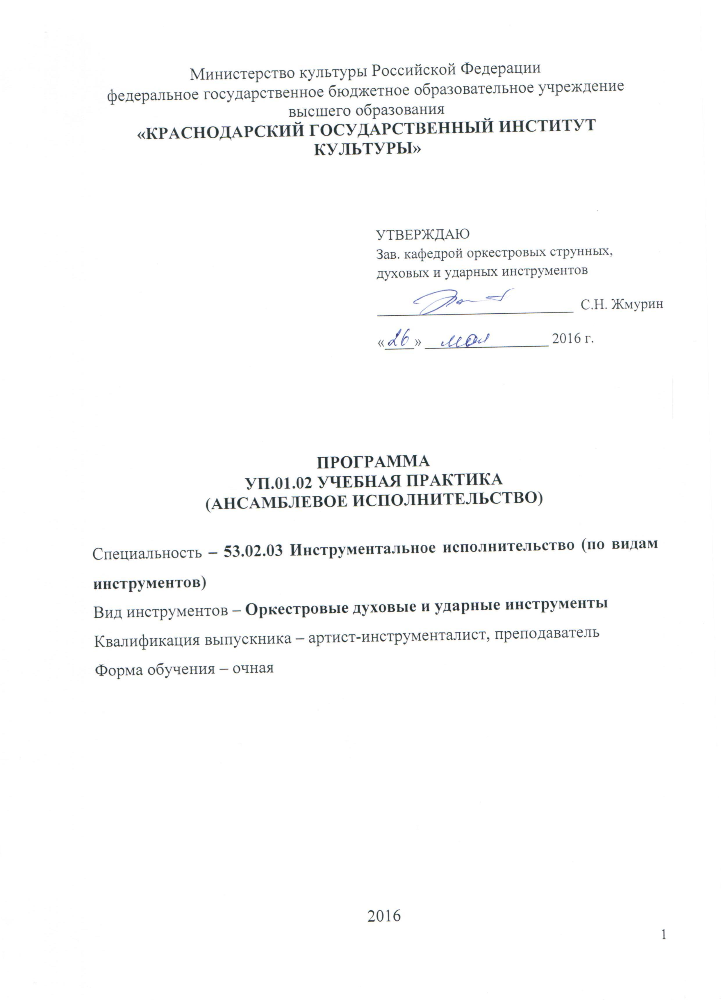 Министерство культуры Российской Федерации
федеральное государственное бюджетное образовательное учреждение
высшего образования
«КРАСНОДАРСКИЙ ГОСУДАРСТВЕННЫЙ ИНСТИТУТ
КУЛЬТУРЫ»
УТВЕРЖДАЮ
Зав. кафедрой оркестровых струнных,
духовых и ударных инструментов
С.Н. Жмурин
«26» мая 2016 г.
ПРОГРАММА
УП.01.02 УЧЕБНАЯ ПРАКТИКА
(АНСАМБЛЕВОЕ ИСПОЛНИТЕЛЬСТВО)
Специальность – 53.02.03 Инструментальное исполнительство (по видам
инструментов)
Вид инструментов – Оркестровые духовые и ударные инструменты
Квалификация выпускника – артист-инструменталист, преподаватель
Форма обучения – очная
2016
1